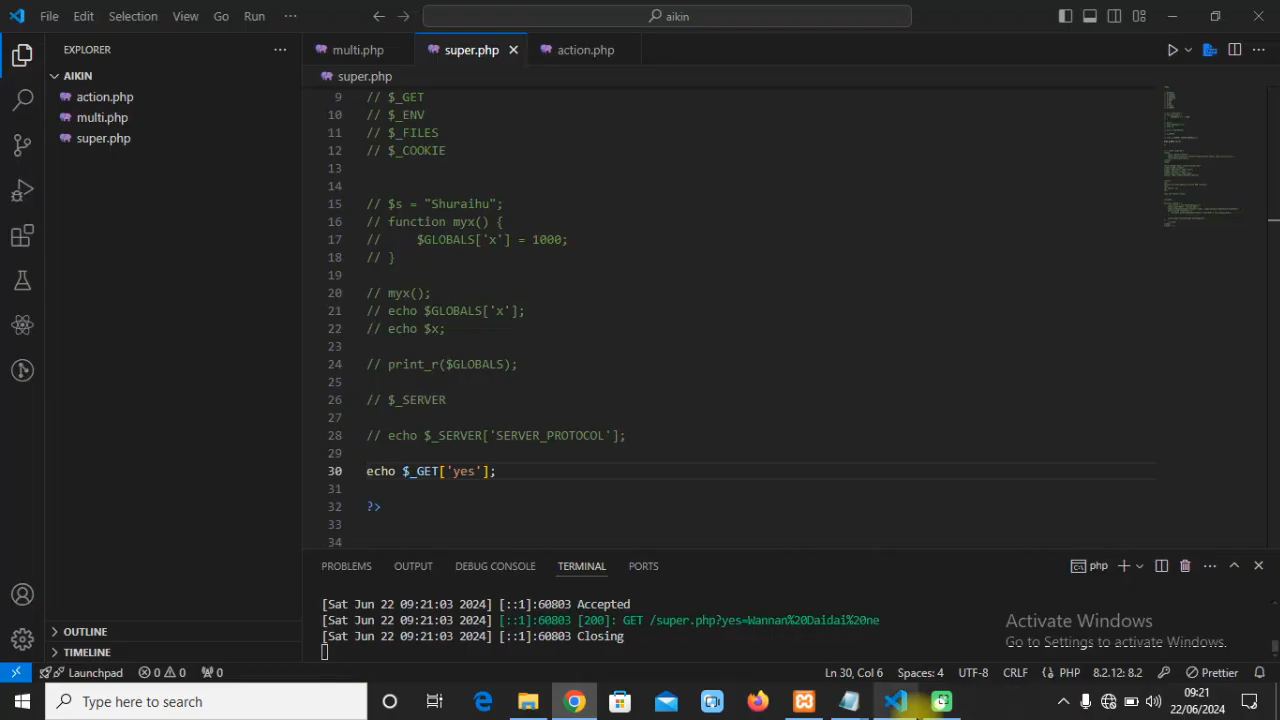 File Edit Selection View Go Run ···
aikin
EXPLORER ···
AIKIN
action.php
multi.php
super.php
OUTLINE
TIMELINE
multi.php super.php action.php
super.php
9 // $_GET
10 // $_ENV
11 // $_FILES
12 // $_COOKIE
13
14
15 // $s = "Shuraihu";
16 // function myx() {
17 //     $GLOBALS['x'] = 1000;
18 // }
19
20 // myx();
21 // echo $GLOBALS['x'];
22 // echo $x;
23
24 // print_r($GLOBALS);
25
26 // $_SERVER
27
28 // echo $_SERVER['SERVER_PROTOCOL'];
29
30 echo $_GET['yes'];
31
32 ?>
33
34
PROBLEMS OUTPUT DEBUG CONSOLE TERMINAL PORTS php
[Sat Jun 22 09:21:03 2024] [::1]:60803 Accepted
[Sat Jun 22 09:21:03 2024] [::1]:60803 [200]: GET /super.php?yes=Wannan%20Daidai%20ne
[Sat Jun 22 09:21:03 2024] [::1]:60803 Closing
Activate Windows
Go to Settings to activate Windows.
Launchpad 0 0 0 Ln 30, Col 6 Spaces: 4 UTF-8 CRLF {} PHP 8.2.12: 8.2 Prettier
Type here to search
09:21
22/06/2024